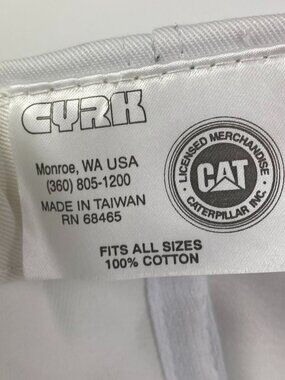 CYRK
Monroe, WA USA
(360) 805-1200
MADE IN TAIWAN
RN 68465
LICENSED MERCHANDISE
CAT
CATERPILLAR INC.
FITS ALL SIZES
100% COTTON